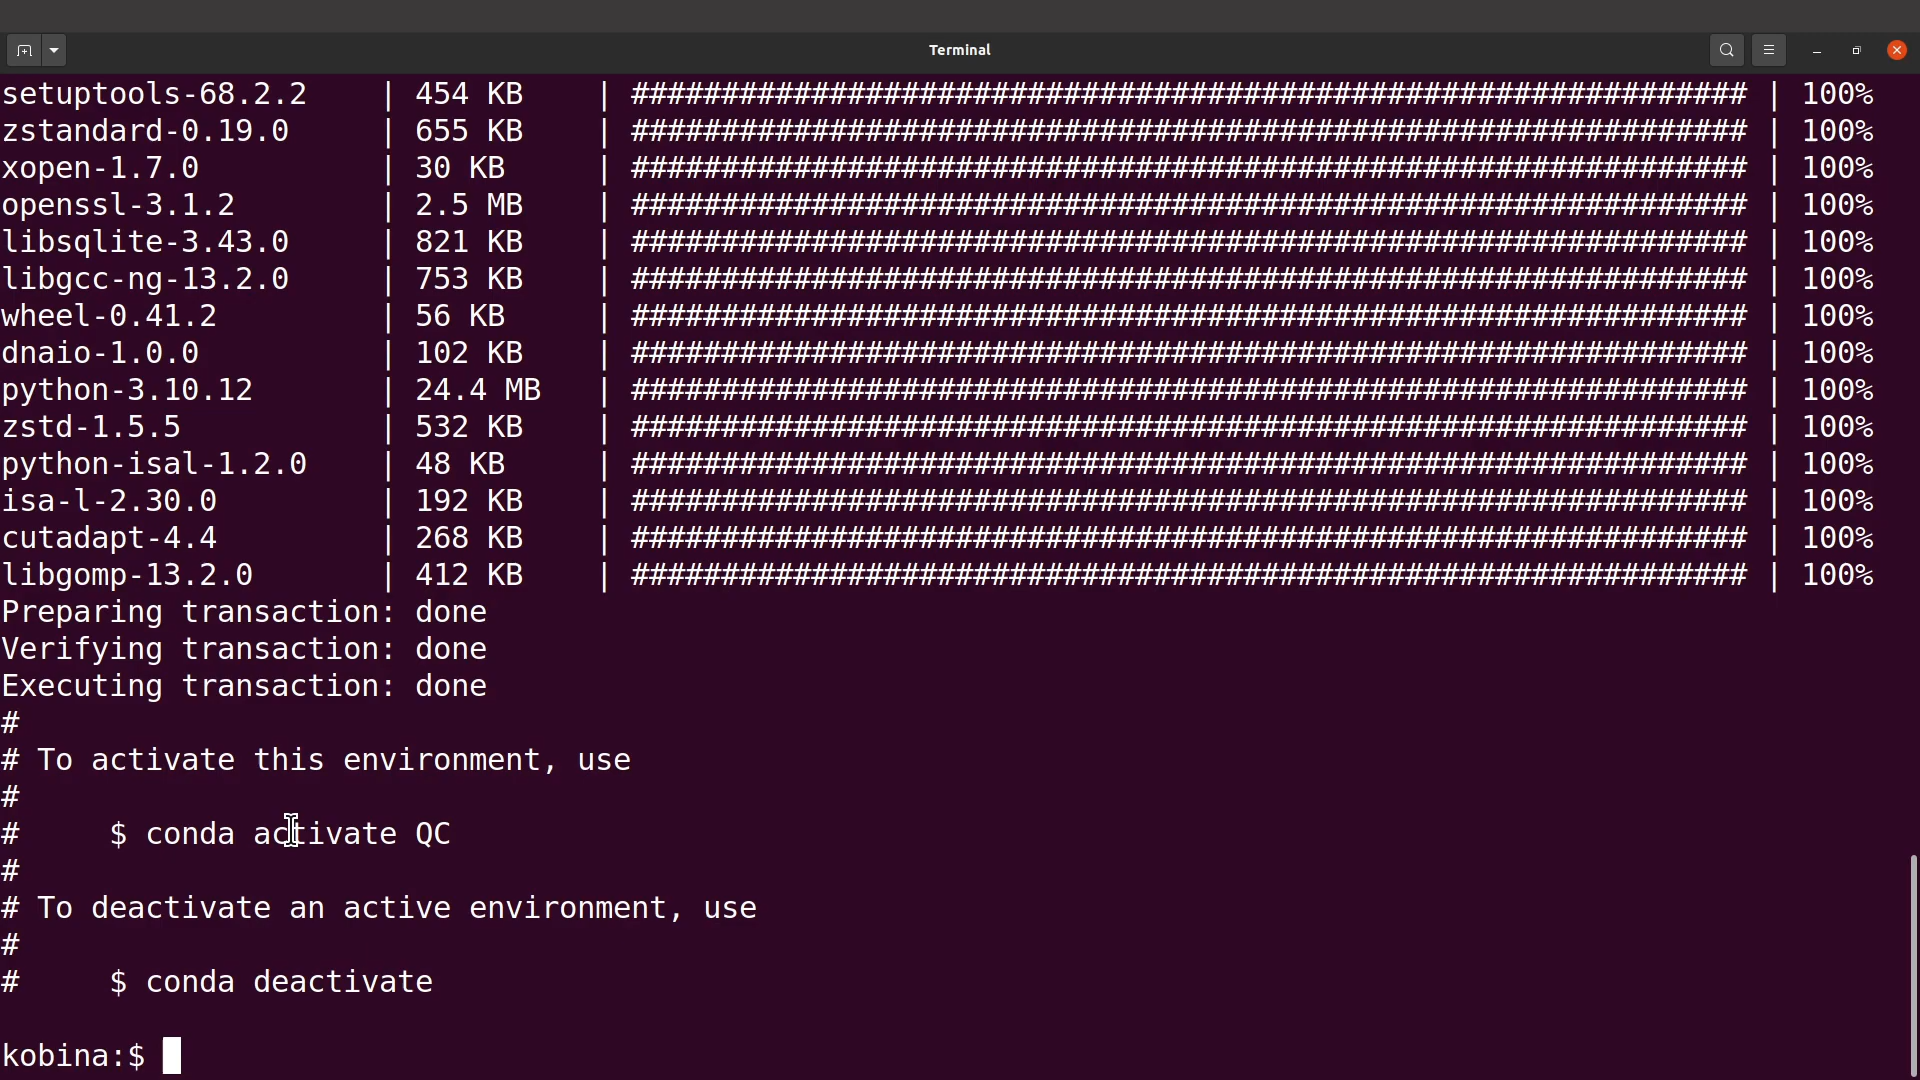 Terminal
setuptools-68.2.2    | 454 KB    | ############################################################## | 100%
zstandard-0.19.0     | 655 KB    | ############################################################## | 100%
xopen-1.7.0          | 30 KB     | ############################################################## | 100%
openssl-3.1.2        | 2.5 MB    | ############################################################## | 100%
libsqlite-3.43.0     | 821 KB    | ############################################################## | 100%
libgcc-ng-13.2.0     | 753 KB    | ############################################################## | 100%
wheel-0.41.2         | 56 KB     | ############################################################## | 100%
dnaio-1.0.0          | 102 KB    | ############################################################## | 100%
python-3.10.12       | 24.4 MB   | ############################################################## | 100%
zstd-1.5.5           | 532 KB    | ############################################################## | 100%
python-isal-1.2.0    | 48 KB     | ############################################################## | 100%
isa-l-2.30.0         | 192 KB    | ############################################################## | 100%
cutadapt-4.4         | 268 KB    | ############################################################## | 100%
libgomp-13.2.0       | 412 KB    | ############################################################## | 100%
Preparing transaction: done
Verifying transaction: done
Executing transaction: done
#
# To activate this environment, use
#
#     $ conda activate QC
#
# To deactivate an active environment, use
#
#     $ conda deactivate
kobina:$